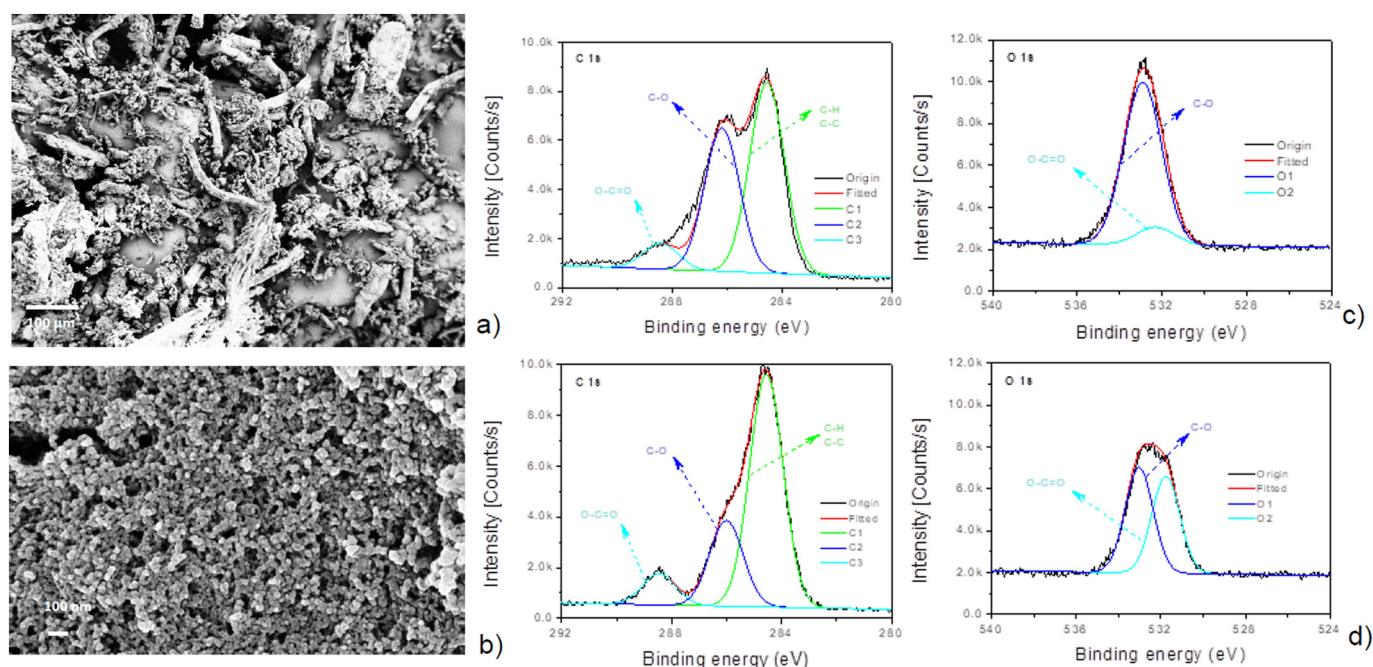 100 µm
a)
C 1s
10.0k
8.0k
6.0k
4.0k
2.0k
0.0
Intensity [Counts/s]
C-O
C-H
C-C
O-C=O
Origin
Fitted
C1
C2
C3
292
288
284
280
Binding energy (eV)
O 1s
12.0k
10.0k
8.0k
6.0k
4.0k
2.0k
0.0
Intensity [Counts/s]
C-O
O-C=O
Origin
Fitted
O1
O2
540
536
532
528
524
Binding energy (eV)
c)
100 nm
b)
C 1s
10.0k
8.0k
6.0k
4.0k
2.0k
0.0
Intensity [Counts/s]
C-O
C-H
C-C
O-C=O
Origin
Fitted
C1
C2
C3
292
288
284
280
Binding energy (eV)
O 1s
12.0k
10.0k
8.0k
6.0k
4.0k
2.0k
0.0
Intensity [Counts/s]
C-O
O-C=O
Origin
Fitted
O1
O2
540
536
532
528
524
Binding energy (eV)
d)